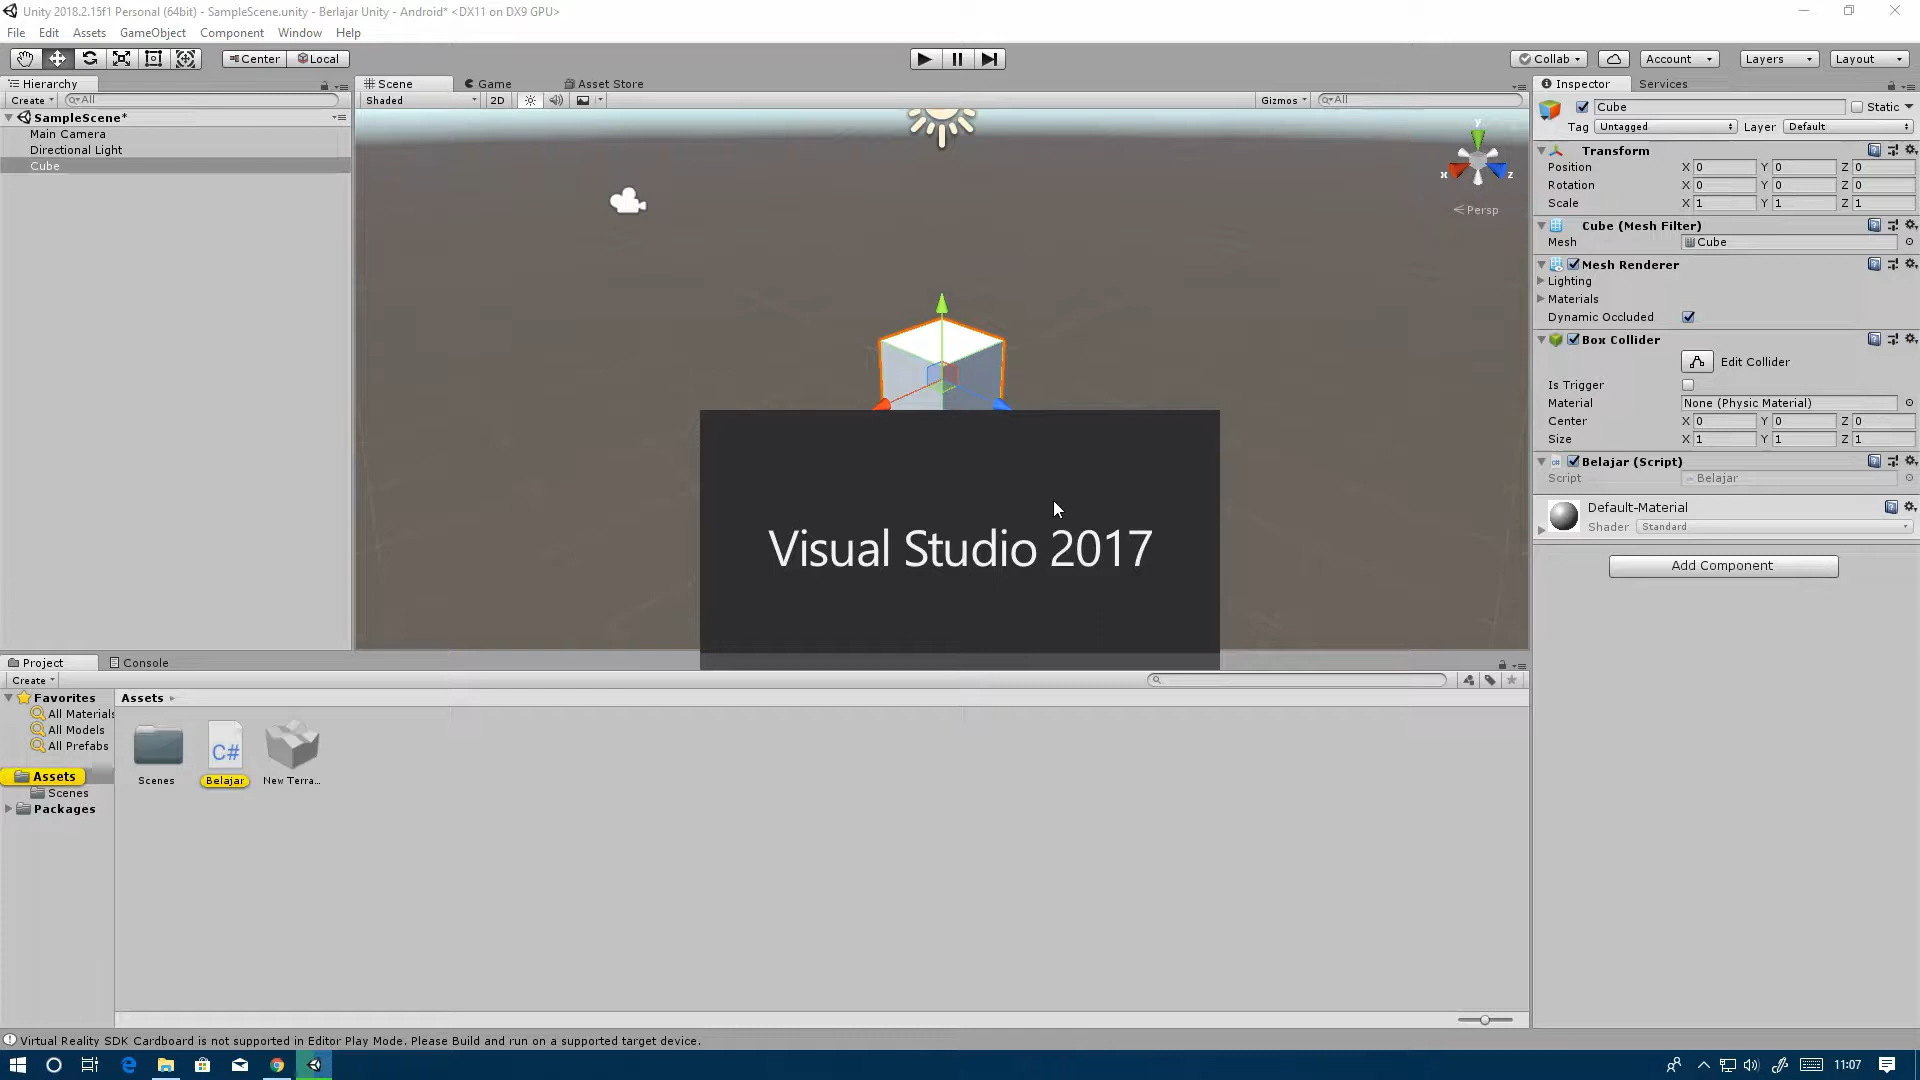 Unity 2018.2.15f1 Personal (64bit) - SampleScene.unity - Berlajar Unity - Android* <DX11 on DX9 GPU>
File Edit Assets GameObject Component Window Help
Center Local Collab Account Layers Layout
Hierarchy Scene Game Asset Store Inspector Services
Create All Shaded 2D Gizmos All
SampleScene*
Main Camera
Directional Light
Cube
Cube Static
Tag Untagged Layer Default
Transform
Position X 0 Y 0 Z 0
Rotation X 0 Y 0 Z 0
Scale X 1 Y 1 Z 1
y
x z
Persp
Cube (Mesh Filter)
Mesh Cube
Mesh Renderer
Lighting
Materials
Dynamic Occluded
Box Collider
Edit Collider
Is Trigger
Material None (Physic Material)
Center X 0 Y 0 Z 0
Size X 1 Y 1 Z 1
Belajar (Script)
Script Belajar
Default-Material
Shader Standard
Add Component
Visual Studio 2017
Project Console
Create
Favorites
All Materials
All Models
All Prefabs
Assets
Scenes
Packages
Assets
C#
Scenes Belajar New Terra...
Virtual Reality SDK Cardboard is not supported in Editor Play Mode. Please Build and run on a supported target device.
11:07